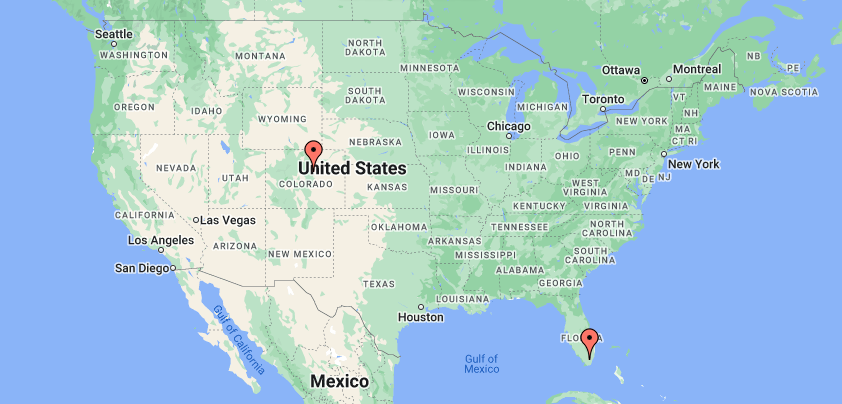 Seattle
WASHINGTON
MONTANA
NORTH
DAKOTA
MINNESOTA
Ottawa
Montreal
NB
PE
NOVA SCOTIA
MAINE
OREGON
IDAHO
SOUTH
DAKOTA
WISCONSIN
MICHIGAN
Toronto
VT
NH
WYOMING
Chicago
NEW YORK
MA
CT RI
NEBRASKA
IOWA
ILLINOIS
INDIANA
OHIO
PENN
New York
NEVADA
UTAH
United States
COLORADO
KANSAS
MISSOURI
WEST
VIRGINIA
MD
DE
NJ
CALIFORNIA
Las Vegas
KENTUCKY
VIRGINIA
Los Angeles
ARIZONA
NEW MEXICO
OKLAHOMA
ARKANSAS
TENNESSEE
NORTH
CAROLINA
San Diego
MISSISSIPPI
SOUTH
CAROLINA
ALABAMA
TEXAS
GEORGIA
LOUISIANA
Houston
Gulf of California
FLO
A
Gulf of
Mexico
Mexico